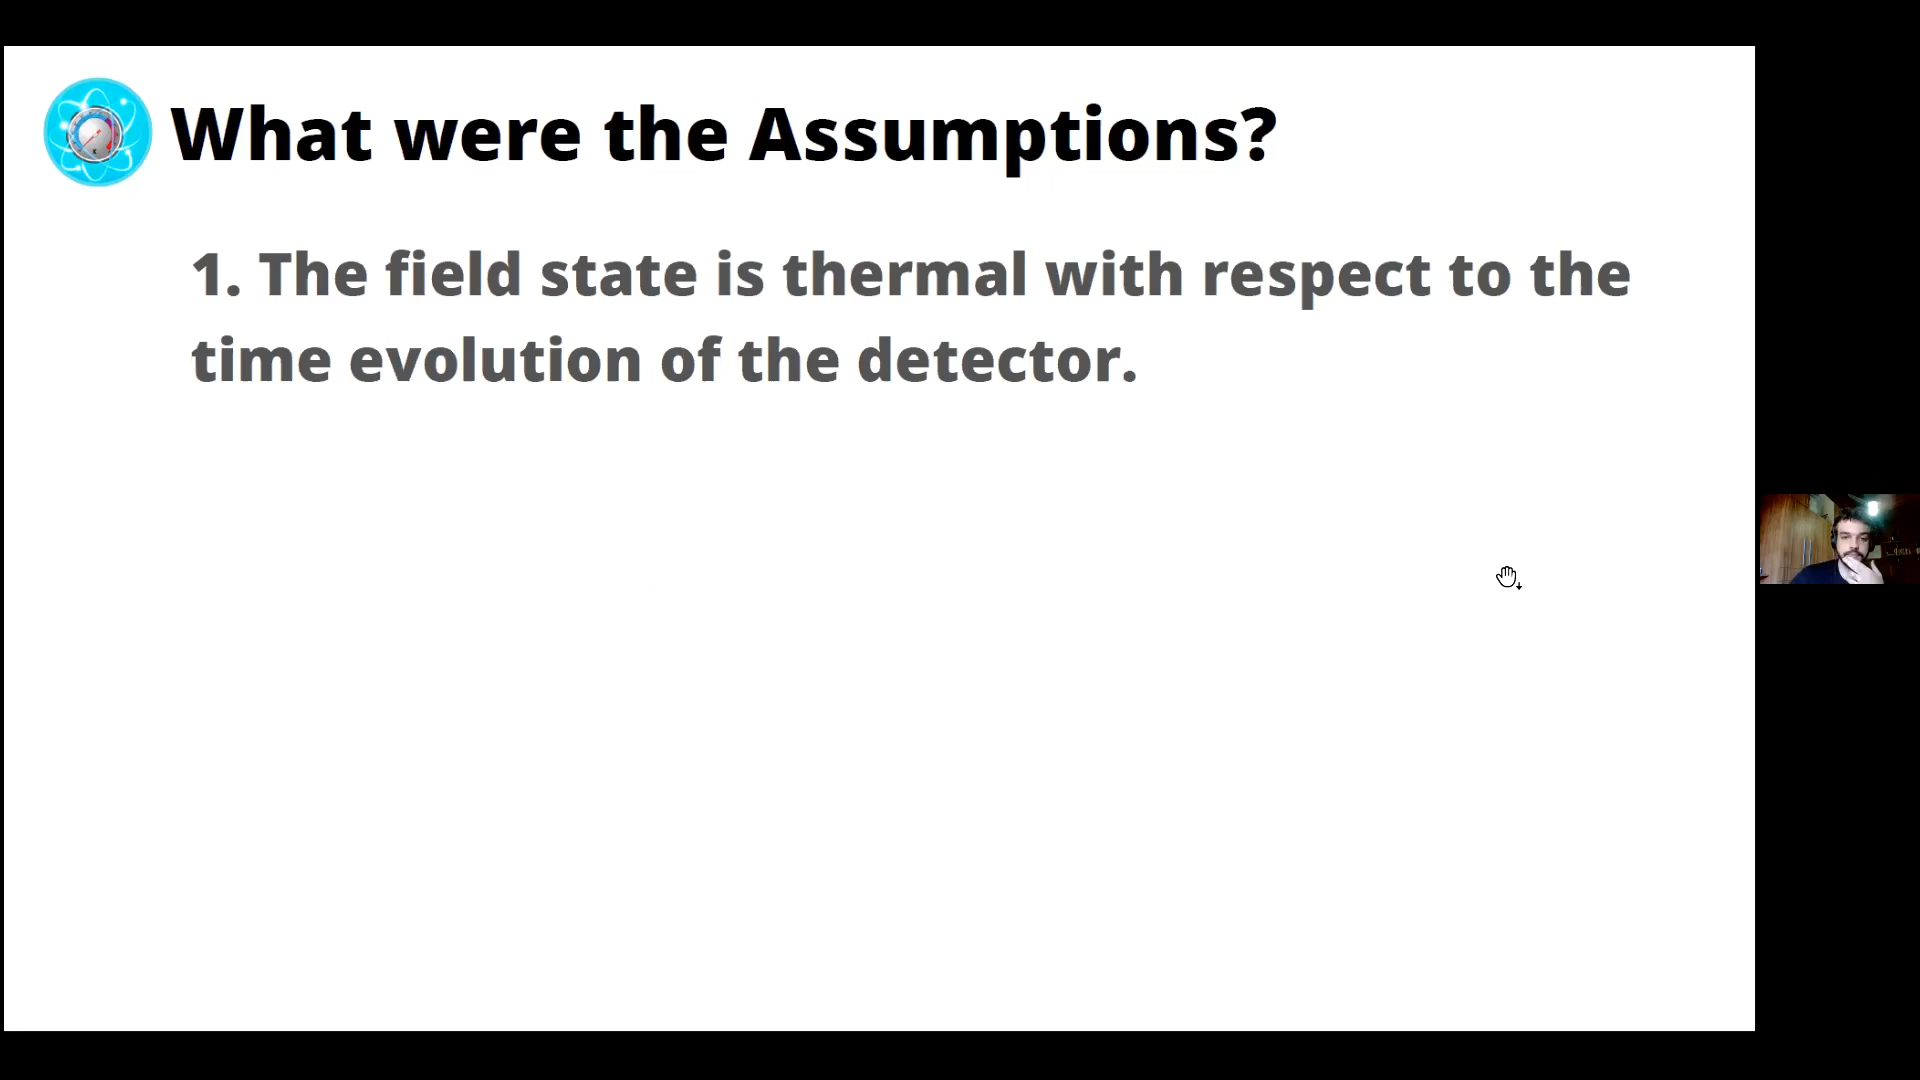 What were the Assumptions?
1. The field state is thermal with respect to the
time evolution of the detector.